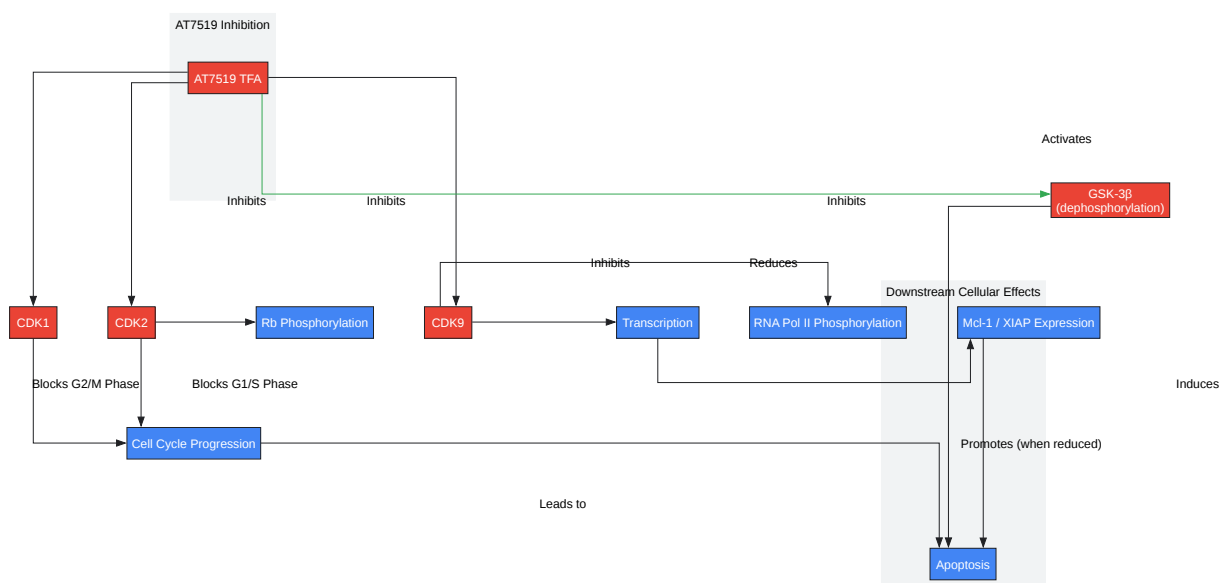 AT7519 Inhibition
AT7519 TFA
Activates
GSK-3β
(dephosphorylation)
Inhibits
Inhibits
Inhibits
Inhibits
Reduces
Downstream Cellular Effects
CDK1
CDK2
Rb Phosphorylation
CDK9
Transcription
RNA Pol II Phosphorylation
Mcl-1 / XIAP Expression
Blocks G2/M Phase
Blocks G1/S Phase
Induces
Cell Cycle Progression
Promotes (when reduced)
Leads to
Apoptosis